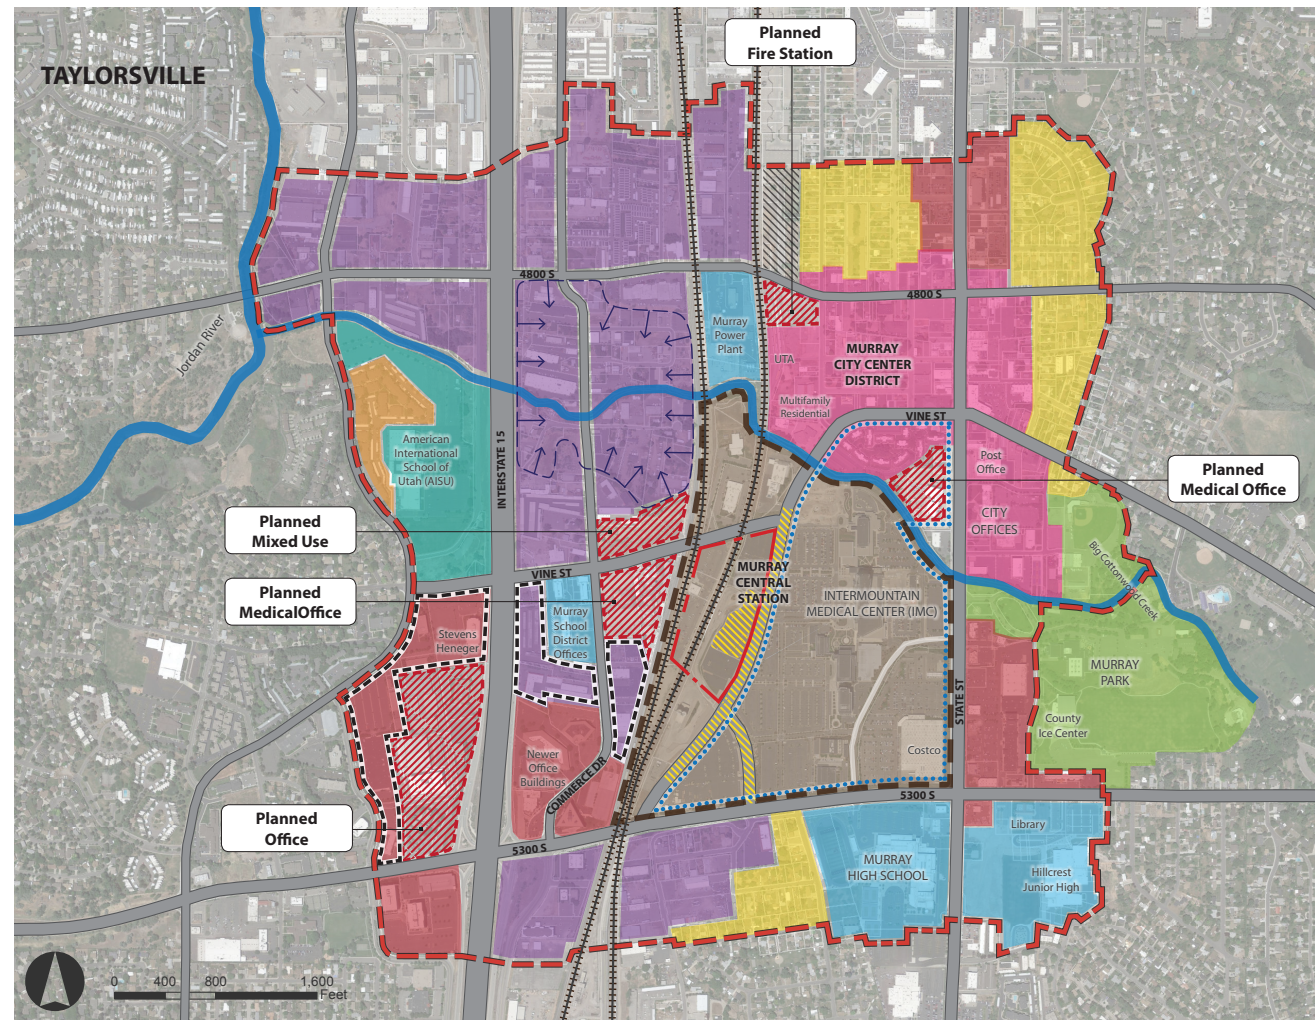 Planned
Fire Station
TAYLORSVILLE
4800 S
4800 S
Jordan River
Murray
Power
Plant
UTA
MURRAY
CITY CENTER
DISTRICT
Multifamily
Residential
VINE ST
American
International
School of
Utah (AISU)
INTERSTATE 15
Post
Office
Planned
Medical Office
CITY
OFFICES
Planned
Mixed Use
Big Cottonwood Creek
VINE ST
MURRAY
CENTRAL
STATION
Planned
MedicalOffice
INTERMOUNTAIN
MEDICAL CENTER (IMC)
Murray
School
District
Offices
Stevens
Heneger
MURRAY
PARK
STATE ST
County
Ice Center
Newer
Office
Buildings
Costco
COMMERCE DR
5300 S
Planned
Office
5300 S
Library
MURRAY
HIGH SCHOOL
Hillcrest
Junior High
0 400 800 1,600
Feet